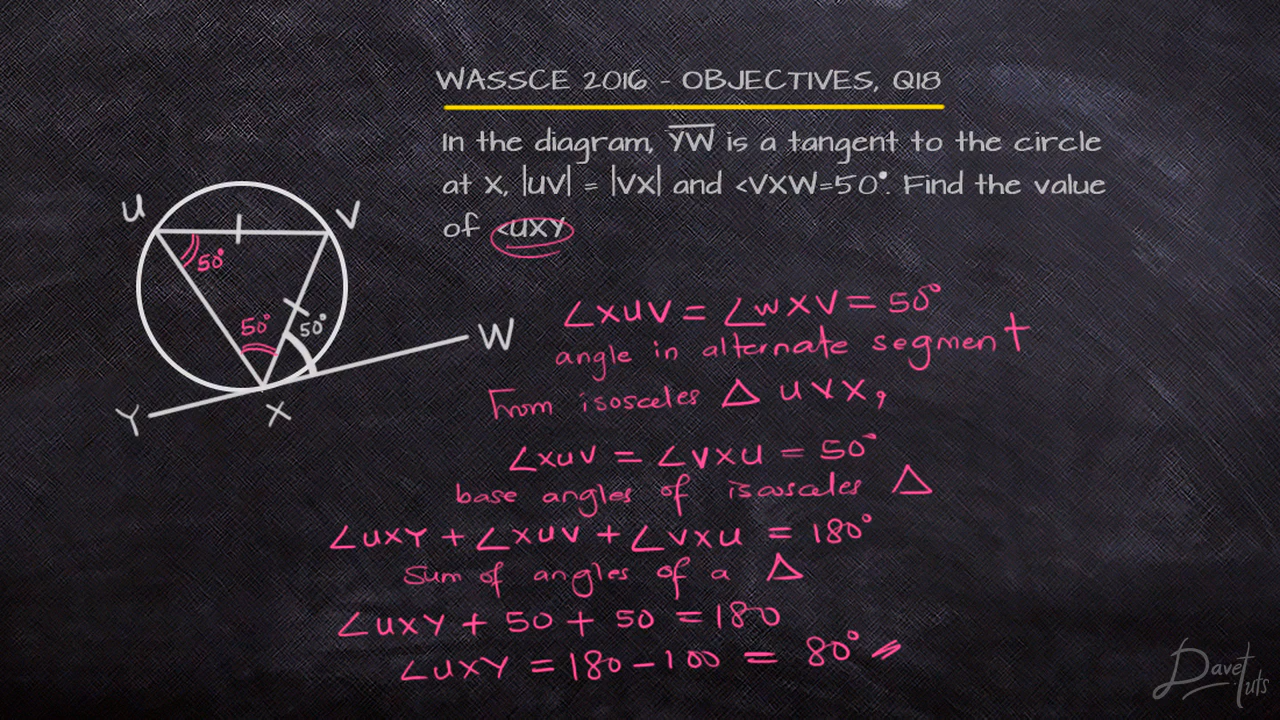 WASSCE 2016 - OBJECTIVES, Q18
In the diagram, Y̅W̅ is a tangent to the circle
at X, |UV| = |VX| and <VXW=50°. Find the value
of <UXY
U
V
50°
50°
50°
W
Y
X
∠XUV = ∠WXV = 50°
angle in alternate segment
From isosceles △ UVX,
∠XUV = ∠VXU = 50°
base angles of isosceles △
∠UXY + ∠XUV + ∠VXU = 180°
Sum of angles of a △
∠UXY + 50 + 50 = 180
∠UXY = 180 - 100 = 80°
Davet
Tuts